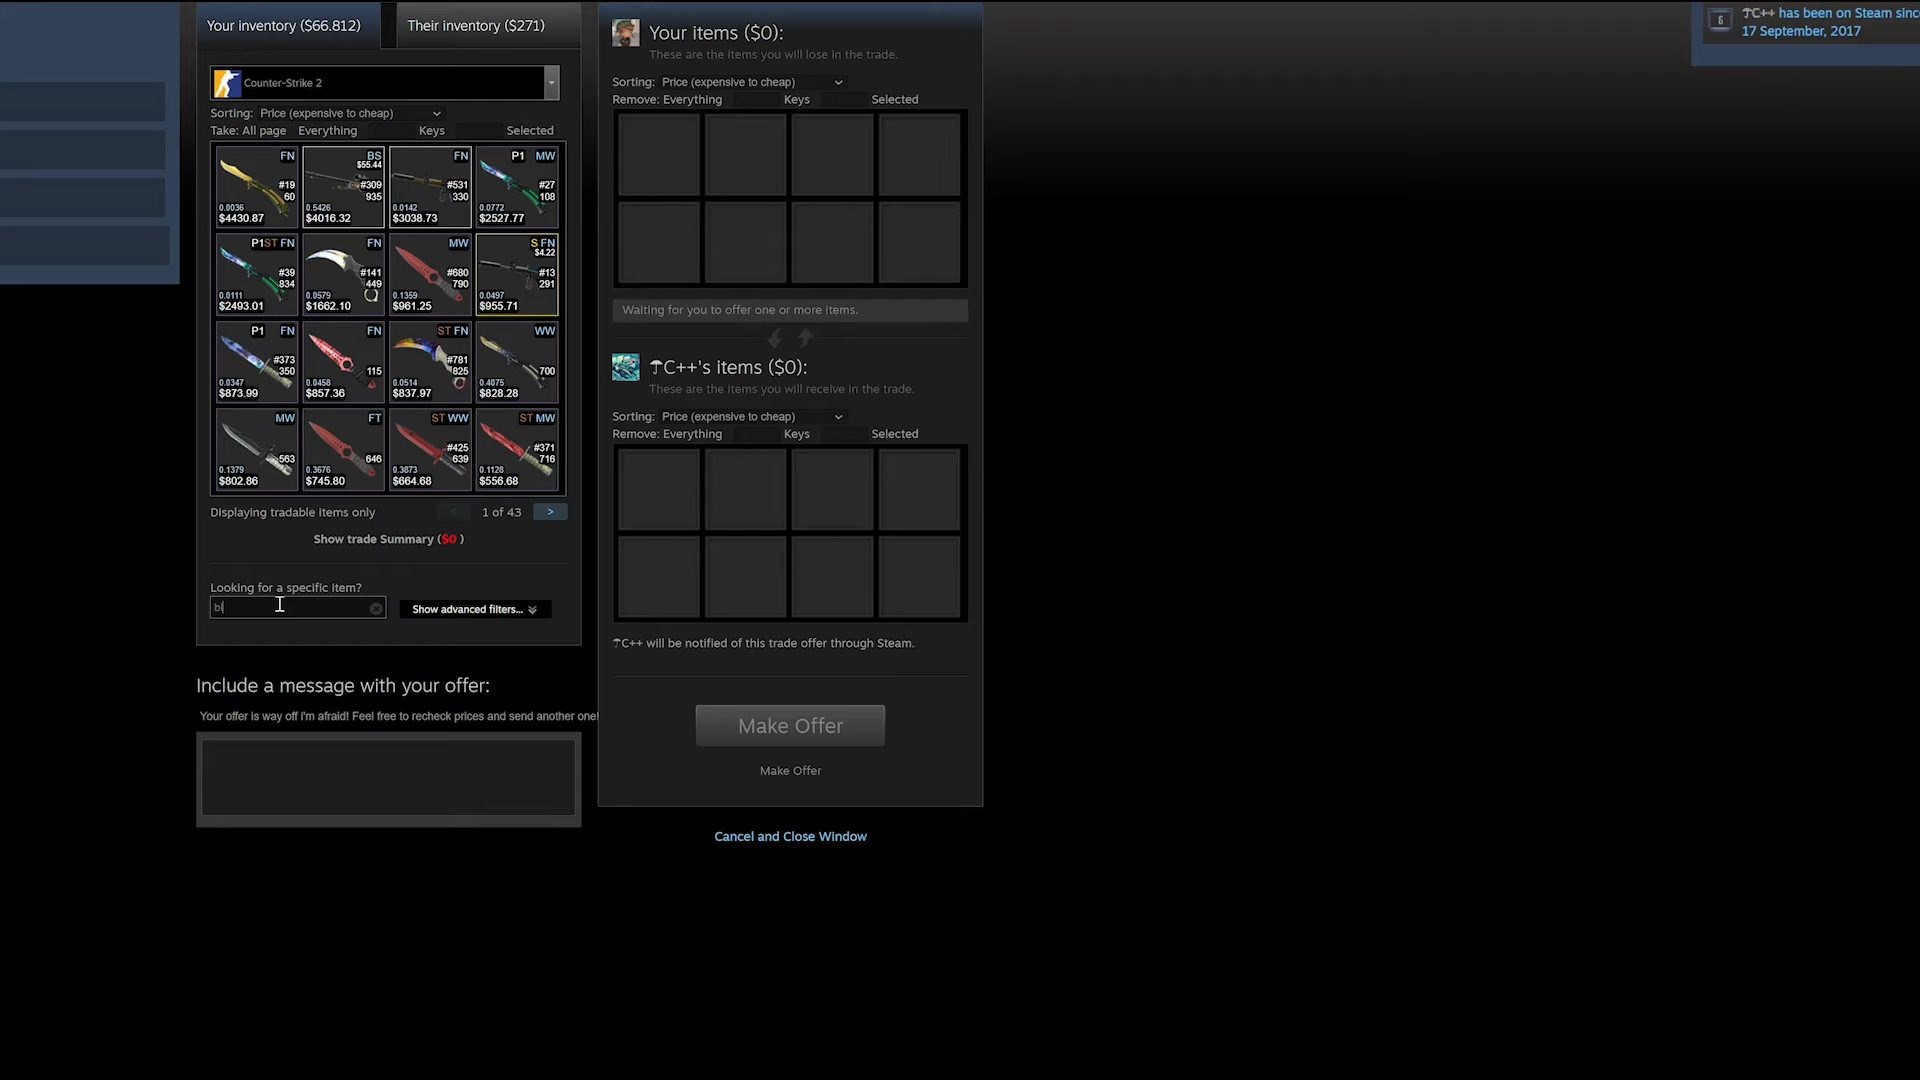 Your inventory ($66.812)
Their inventory ($271)
Counter-Strike 2
Sorting: Price (expensive to cheap)
Take: All page Everything Keys Selected
FN
#19
60
0.0036
$4430.87
BS
$55.44
#309
935
0.5426
$4016.32
FN
#531
330
0.0142
$3038.73
P1 MW
#27
108
0.0772
$2527.77
P1ST FN
#39
834
0.0111
$2493.01
FN
#141
449
0.0579
$1662.10
MW
#680
790
0.1359
$961.25
S FN
$4.22
#13
291
0.0497
$955.71
P1 FN
#373
350
0.0347
$873.99
FN
115
0.0458
$857.36
ST FN
#781
825
0.0514
$837.97
WW
700
0.4075
$828.28
MW
563
0.1379
$802.86
FT
646
0.3676
$745.80
ST WW
#425
639
0.3873
$664.68
ST MW
#371
716
0.1128
$556.68
Displaying tradable items only
< 1 of 43 >
Show trade Summary ($0 )
Looking for a specific item?
bl
Show advanced filters...
Include a message with your offer:
Your offer is way off i'm afraid! Feel free to recheck prices and send another one!
Your items ($0):
These are the items you will lose in the trade.
Sorting: Price (expensive to cheap)
Remove: Everything Keys Selected
Waiting for you to offer one or more items.
☂C++'s items ($0):
These are the items you will receive in the trade.
Sorting: Price (expensive to cheap)
Remove: Everything Keys Selected
☂C++ will be notified of this trade offer through Steam.
Make Offer
Make Offer
Cancel and Close Window
6
☂C++ has been on Steam sinc
17 September, 2017